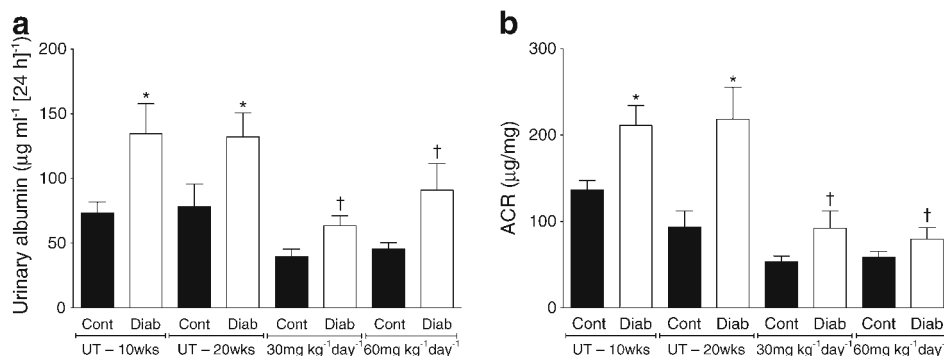 a
Urinary albumin (μg ml⁻¹ [24 h]⁻¹)
200
150
100
50
0
*
*
†
†
Cont Diab Cont Diab Cont Diab Cont Diab
UT – 10wks UT – 20wks 30mg kg⁻¹day⁻¹ 60mg kg⁻¹day⁻¹
b
ACR (μg/mg)
300
200
100
0
*
*
†
†
Cont Diab Cont Diab Cont Diab Cont Diab
UT – 10wks UT – 20wks 30mg kg⁻¹day⁻¹ 60mg kg⁻¹day⁻¹